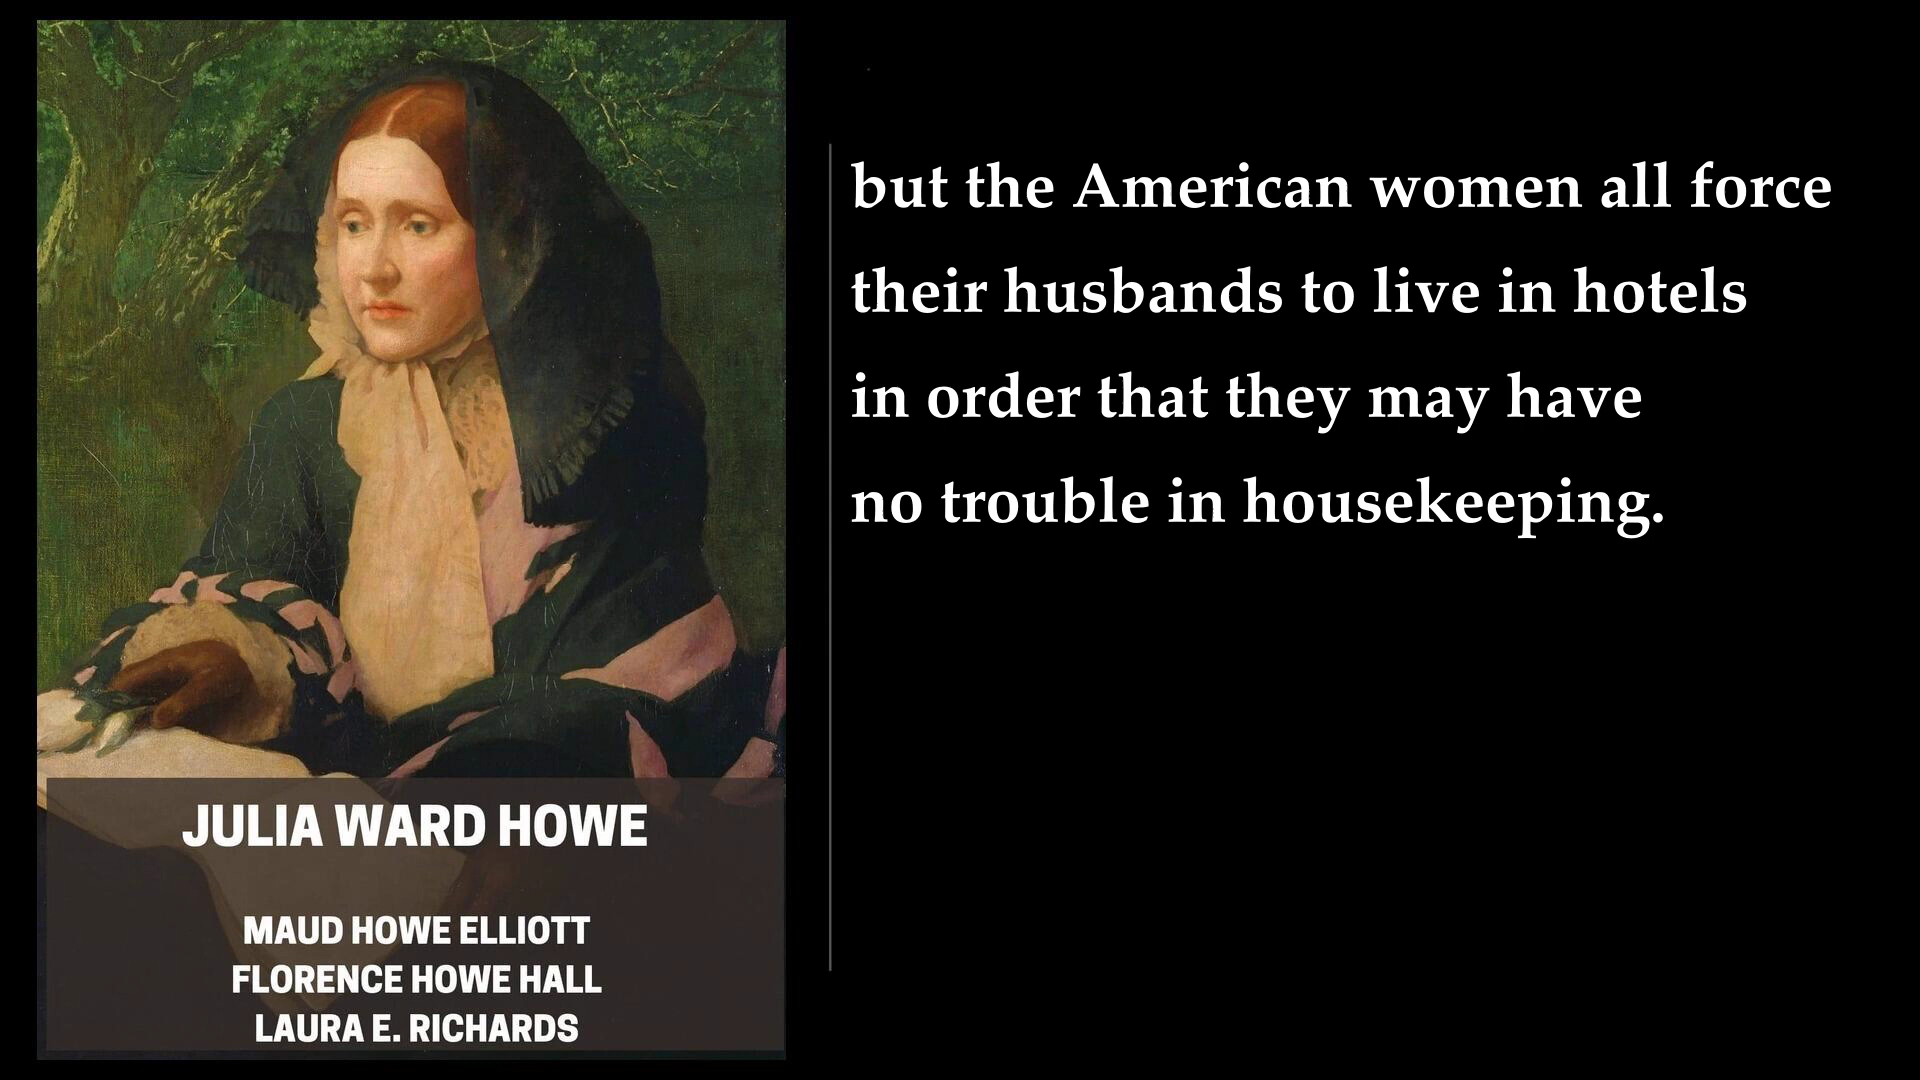 but the American women all force
their husbands to live in hotels
in order that they may have
no trouble in housekeeping.
JULIA WARD HOWE
MAUD HOWE ELLIOTT
FLORENCE HOWE HALL
LAURA E. RICHARDS